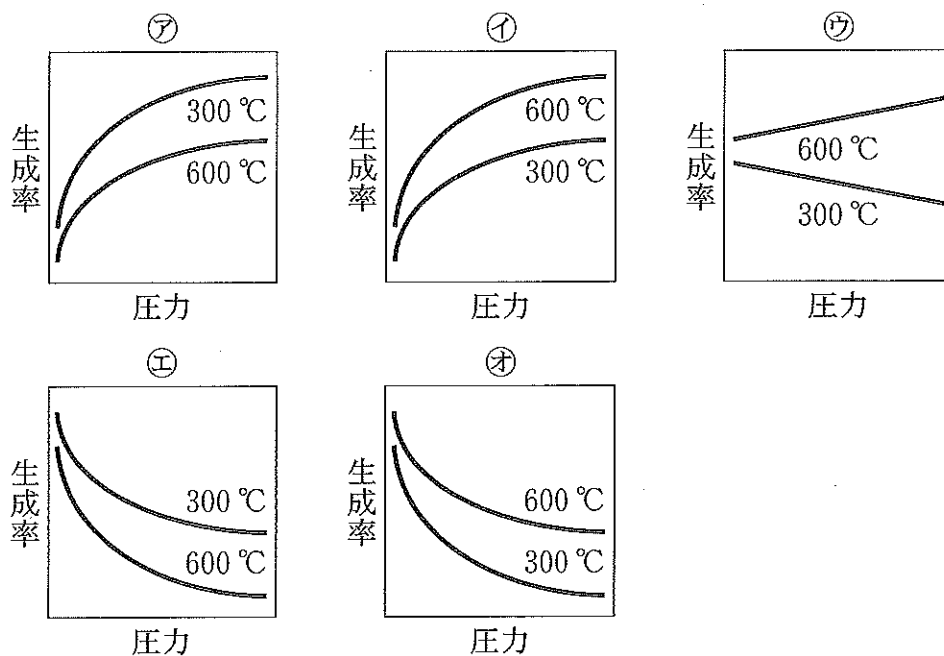 ㋐
生成率
300 ℃
600 ℃
圧力
㋑
生成率
600 ℃
300 ℃
圧力
㋒
生成率
600 ℃
300 ℃
圧力
㋓
生成率
300 ℃
600 ℃
圧力
㋔
生成率
600 ℃
300 ℃
圧力